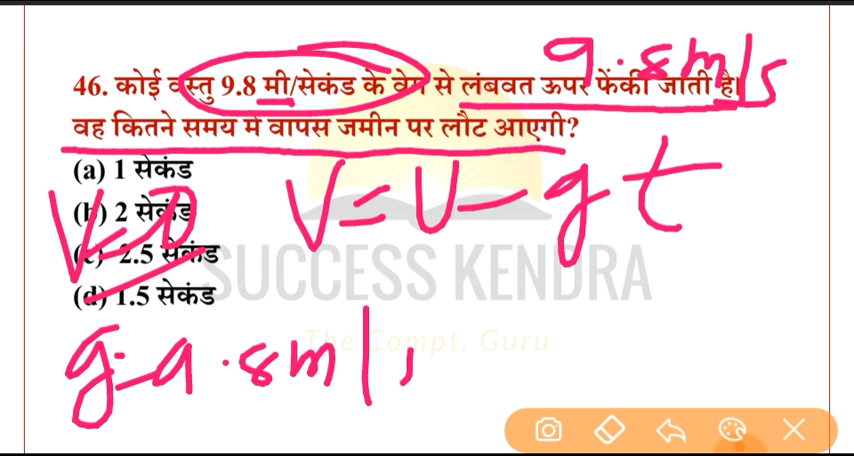 9.8m/s
46. कोई वस्तु 9.8 मी/सेकंड के वेग से लंबवत ऊपर फेंकी जाती है।
वह कितने समय में वापस जमीन पर लौट आएगी?
(a) 1 सेकंड
(b) 2 सेकंड
(c) 2.5 सेकंड
(d) 1.5 सेकंड
V=0
V=U-gt
SUCCESS KENDRA
The Compt. Guru
g=9.8m/s